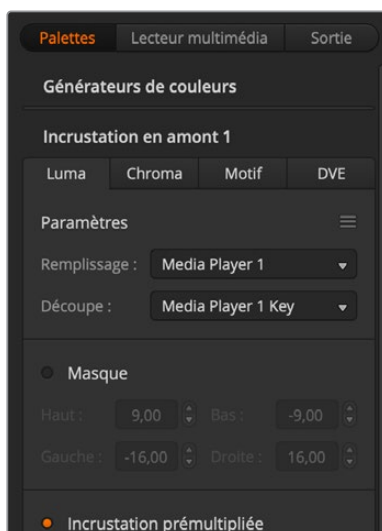 Palettes Lecteur multimédia Sortie
Générateurs de couleurs
Incrustation en amont 1
Luma Chroma Motif DVE
Paramètres
Remplissage : Media Player 1
Découpe : Media Player 1 Key
Masque
Haut : 9,00 Bas : -9,00
Gauche : -16,00 Droite : 16,00
Incrustation prémultipliée